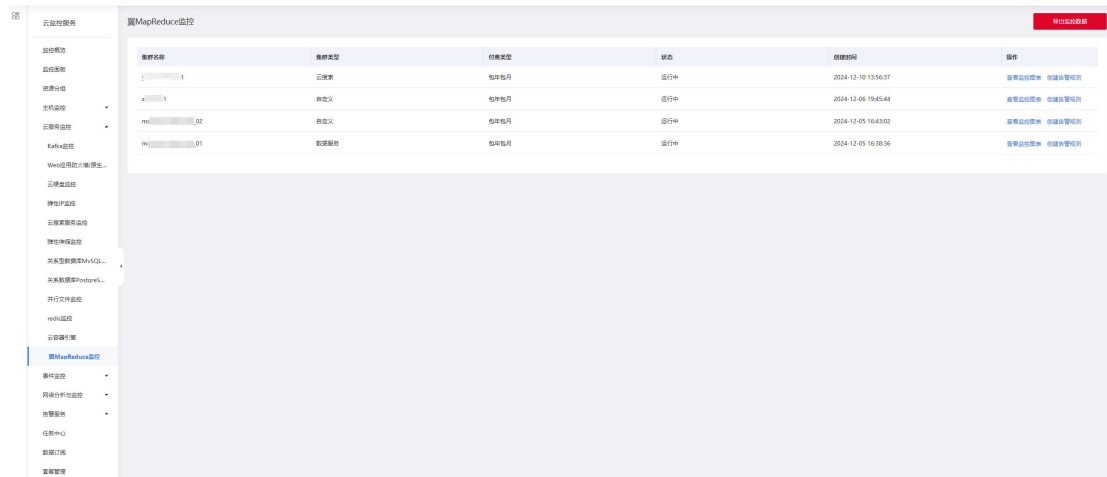 云监控服务
翼MapReduce监控
导出监控数据
监控概览
监控面板
资源分组
主机监控
云服务监控
Kafka监控
Web应用防火墙(原生...
云硬盘监控
弹性IP监控
云搜索服务监控
弹性伸缩监控
关系型数据库MySQL...
关系数据库PostgreS...
并行文件监控
redis监控
云容器引擎
翼MapReduce监控
事件监控
网络分析与监控
告警服务
任务中心
数据订阅
套餐管理
集群名称 集群类型 付费类型 状态 创建时间 操作
-1 云搜索 包年包月 运行中 2024-12-10 13:56:37 查看监控图表 创建告警规则
-1 自定义 包年包月 运行中 2024-12-06 19:45:44 查看监控图表 创建告警规则
_02 自定义 包年包月 运行中 2024-12-05 16:43:02 查看监控图表 创建告警规则
_01 数据服务 包年包月 运行中 2024-12-05 16:38:36 查看监控图表 创建告警规则